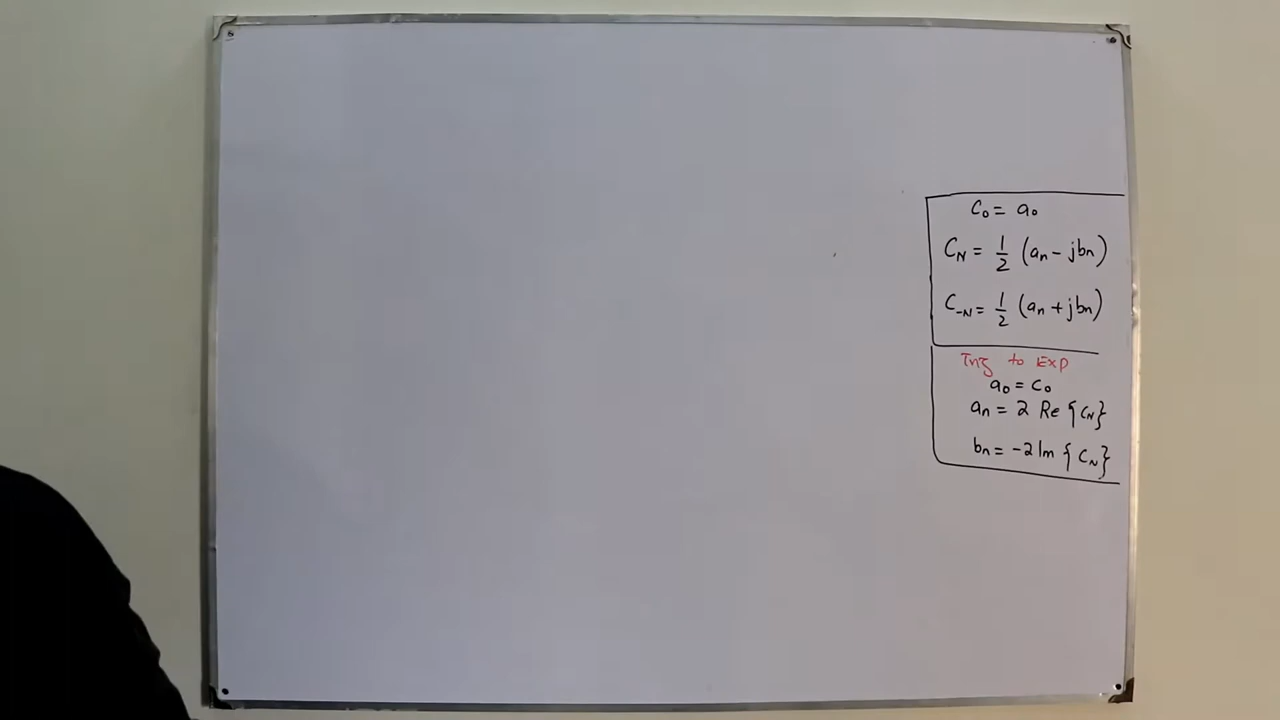 C₀ = a₀
C_N = 1/2 (aₙ - jbₙ)
C_-N = 1/2 (aₙ + jbₙ)
Trig to Exp
a₀ = C₀
aₙ = 2 Re {C_N}
bₙ = -2 Im {C_N}